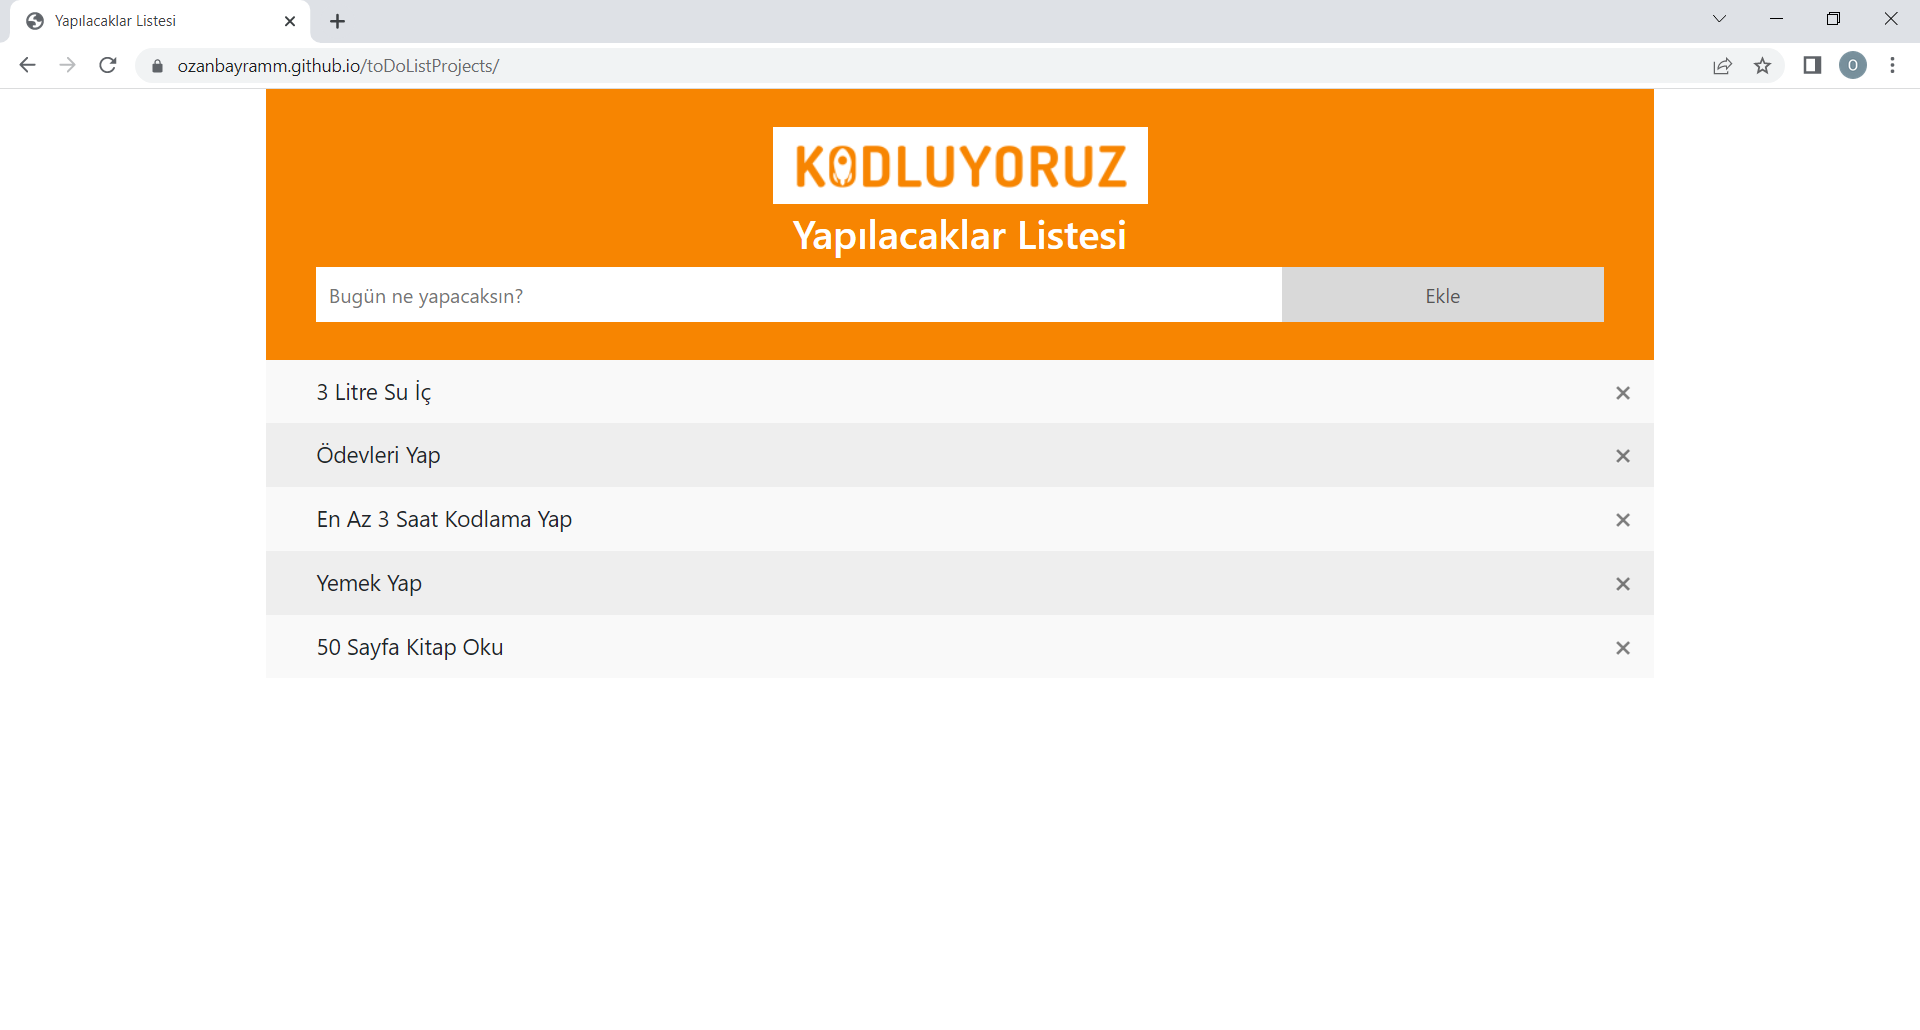 Yapılacaklar Listesi
ozanbayramm.github.io/toDoListProjects/
O
KODLUYORUZ
Yapılacaklar Listesi
Bugün ne yapacaksın?
Ekle
3 Litre Su İç
Ödevleri Yap
En Az 3 Saat Kodlama Yap
Yemek Yap
50 Sayfa Kitap Oku